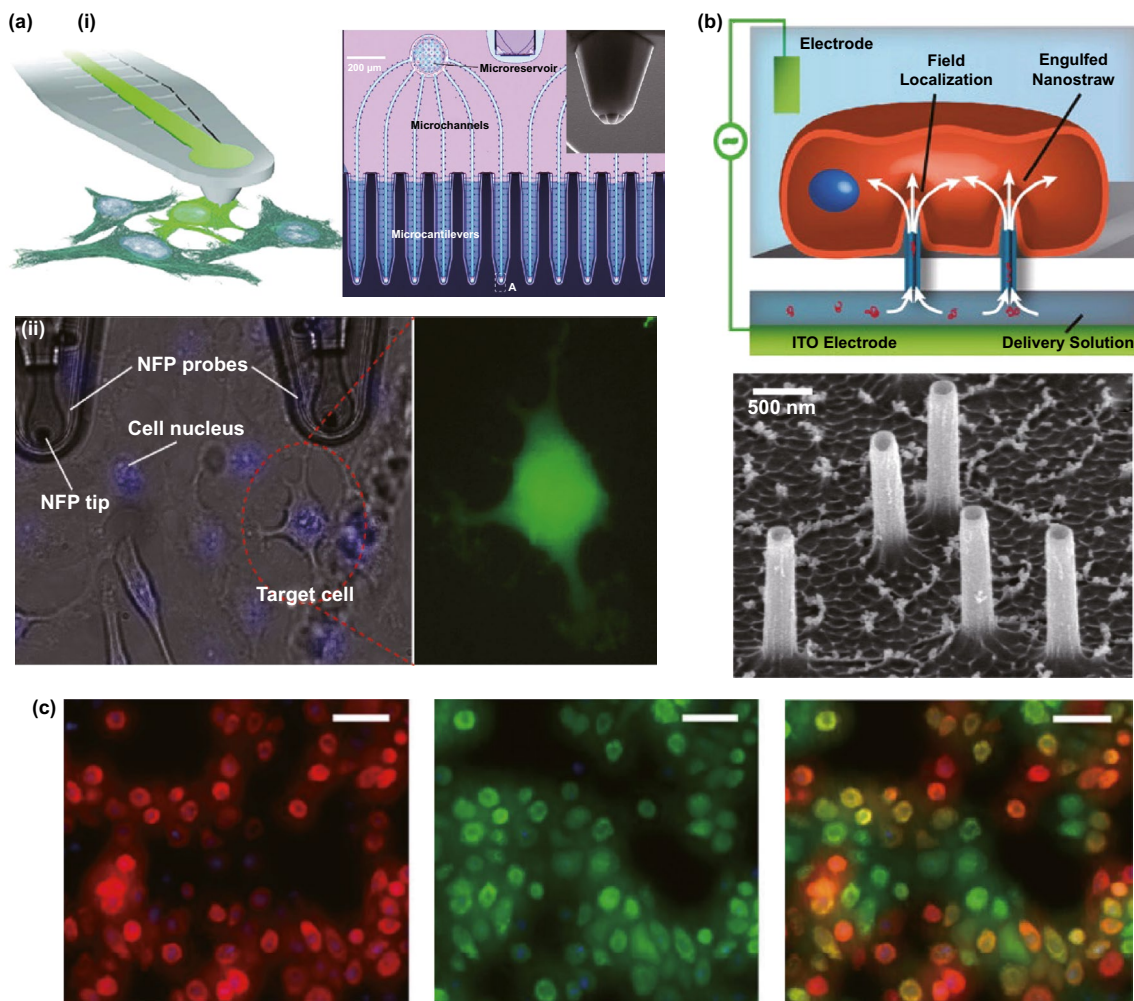 (a)
(i)
200 µm
Microreservoir
Microchannels
Microcantilevers
A
(ii)
NFP probes
Cell nucleus
NFP tip
Target cell
(b)
Electrode
Field
Localization
Engulfed
Nanostraw
ITO Electrode
Delivery Solution
500 nm
(c)